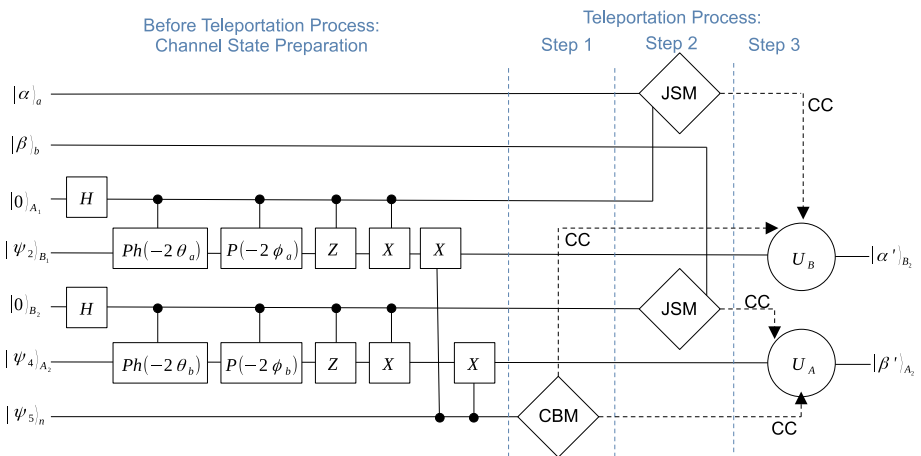 Before Teleportation Process:
Channel State Preparation
Teleportation Process:
Step 1
Step 2
Step 3
|α⟩a
JSM
CC
|β⟩b
|0⟩A₁
H
|ψ₂⟩B₁
Ph(−2θa)
P(−2ϕa)
Z
X
X
CC
U_B
|α'⟩B₂
|0⟩B₂
H
JSM
CC
|ψ₄⟩A₂
Ph(−2θb)
P(−2ϕb)
Z
X
X
U_A
|β'⟩A₂
|ψ₅⟩n
CBM
CC